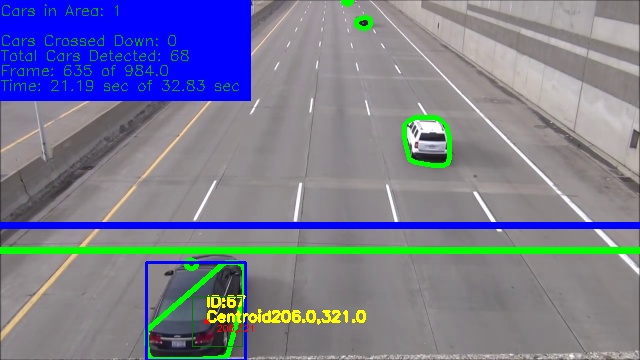 Cars in Area: 1
Cars Crossed Down: 0
Total Cars Detected: 68
Frame: 635 of 984.0
Time: 21.19 sec of 32.83 sec
ID:67
Centroid206.0,321.0